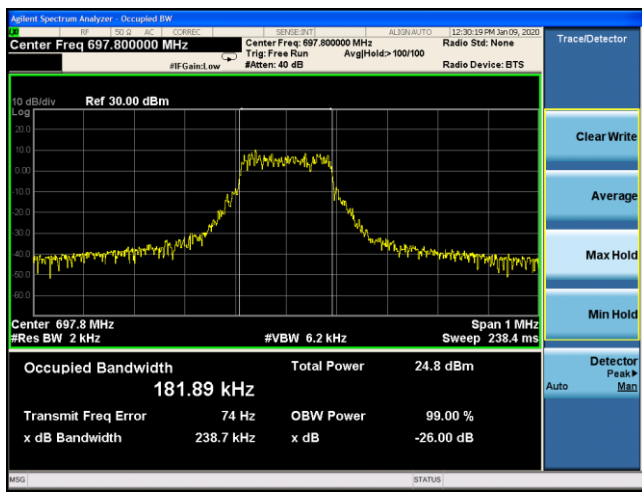 Agilent Spectrum Analyzer - Occupied BW
RF 50 Ω AC CORREC SENSE:INT ALIGN AUTO 12:30:19 PM Jan 09, 2020
Center Freq 697.800000 MHz Center Freq: 697.800000 MHz Radio Std: None Trace/Detector
Trig: Free Run Avg|Hold:> 100/100
#IFGain:Low #Atten: 40 dB Radio Device: BTS
10 dB/div Ref 30.00 dBm
Log
20.0
10.0
0.00
-10.0
-20.0
-30.0
-40.0
-50.0
-60.0
Clear Write
Average
Max Hold
Min Hold
Center 697.8 MHz Span 1 MHz
#Res BW 2 kHz #VBW 6.2 kHz Sweep 238.4 ms
Occupied Bandwidth Total Power 24.8 dBm
181.89 kHz
Transmit Freq Error 74 Hz OBW Power 99.00 %
x dB Bandwidth 238.7 kHz x dB -26.00 dB
Detector
Peak▶
Auto Man
MSG STATUS